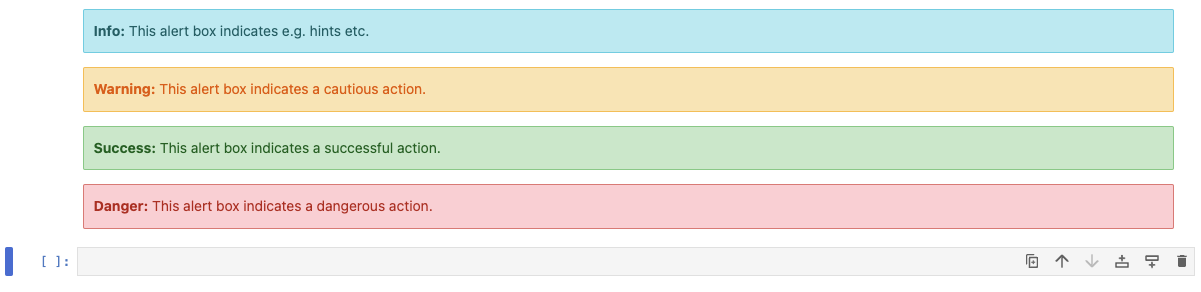 Info: This alert box indicates e.g. hints etc.
Warning: This alert box indicates a cautious action.
Success: This alert box indicates a successful action.
Danger: This alert box indicates a dangerous action.
[ ]: